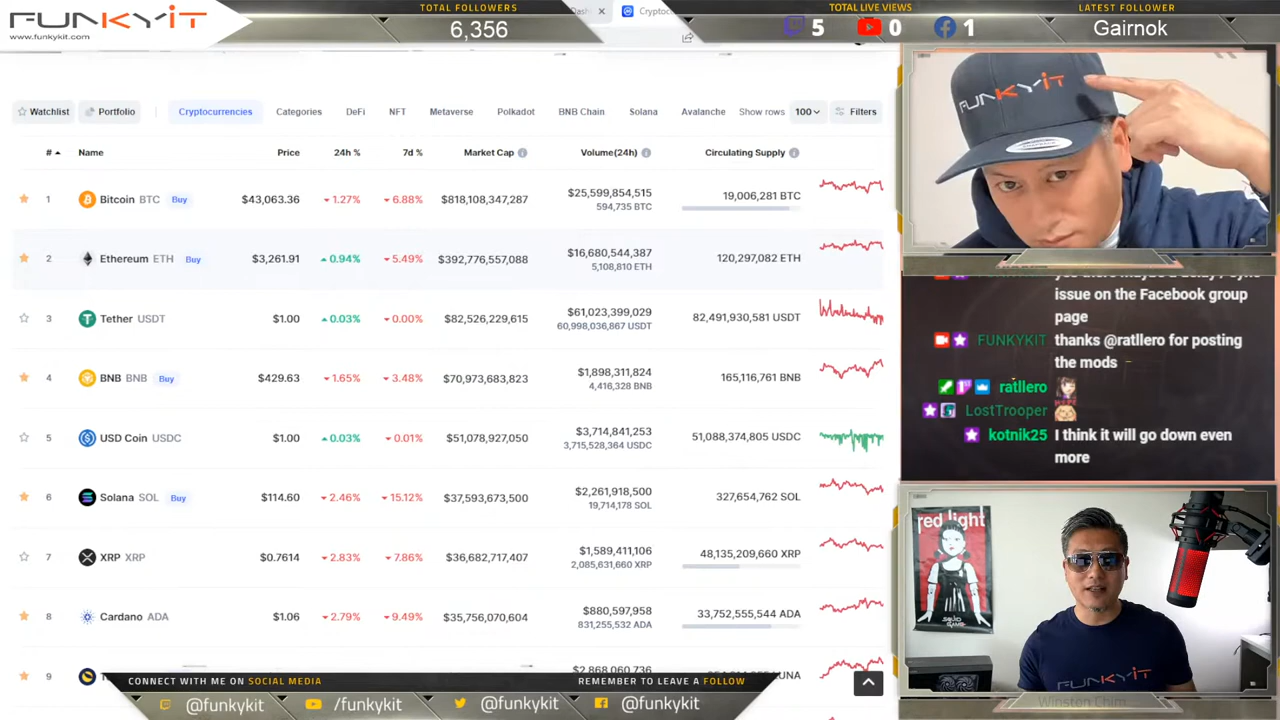 FUNKYIT
www.funkykit.com
TOTAL FOLLOWERS
6,356
TOTAL LIVE VIEWS
5 0 1
LATEST FOLLOWER
Gairnok
Watchlist Portfolio Cryptocurrencies Categories DeFi NFT Metaverse Polkadot BNB Chain Solana Avalanche Show rows 100 Filters
# Name Price 24h % 7d % Market Cap Volume(24h) Circulating Supply
1 Bitcoin BTC Buy $43,063.36 1.27% 6.88% $818,108,347,287 $25,599,854,515 19,006,281 BTC
594,735 BTC
2 Ethereum ETH Buy $3,261.91 0.94% 5.49% $392,776,557,088 $16,680,544,387 120,297,082 ETH
5,108,810 ETH
3 Tether USDT $1.00 0.03% 0.00% $82,526,229,615 $61,023,399,029 82,491,930,581 USDT
60,998,036,867 USDT
4 BNB BNB Buy $429.63 1.65% 3.48% $70,973,683,823 $1,898,311,824 165,116,761 BNB
4,416,328 BNB
5 USD Coin USDC $1.00 0.03% 0.01% $51,078,927,050 $3,714,841,253 51,088,374,805 USDC
3,715,528,364 USDC
6 Solana SOL Buy $114.60 2.46% 15.12% $37,593,673,500 $2,261,918,500 327,654,762 SOL
19,714,178 SOL
7 XRP XRP $0.7614 2.83% 7.86% $36,682,717,407 $1,589,411,106 48,135,209,660 XRP
2,085,631,660 XRP
8 Cardano ADA $1.06 2.79% 9.49% $35,756,070,604 $880,597,958 33,752,555,544 ADA
831,255,532 ADA
9 $2,868,060,736
FUNKYIT
issue on the Facebook group
page
FUNKYKIT thanks @ratllero for posting
the mods
ratllero
LostTrooper
kotnik25 I think it will go down even
more
red light
SQUID
GAME
FUNKYIT
CONNECT WITH ME ON SOCIAL MEDIA
REMEMBER TO LEAVE A FOLLOW
@funkykit /funkykit @funkykit @funkykit